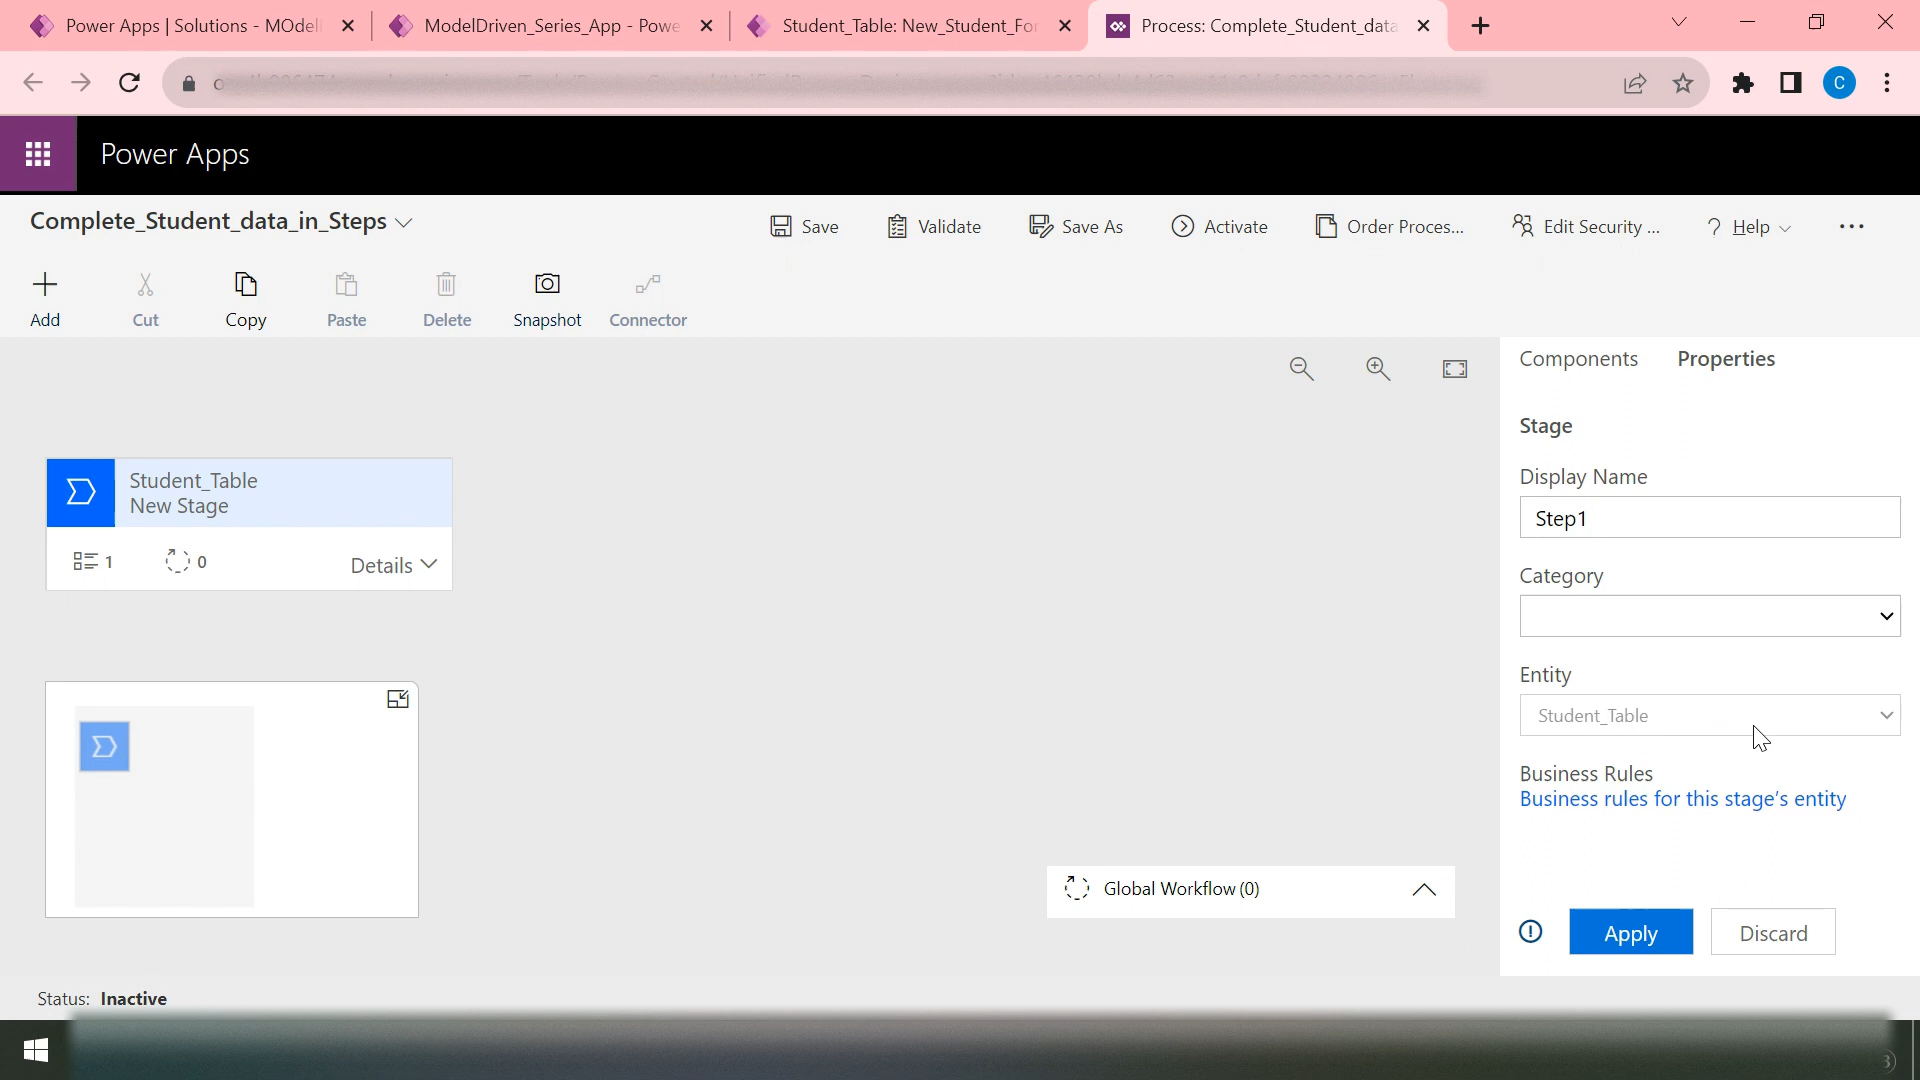 Power Apps | Solutions - MOdel
ModelDriven_Series_App - Powe
Student_Table: New_Student_For
Process: Complete_Student_data
C
Power Apps
Complete_Student_data_in_Steps
Save
Validate
Save As
Activate
Order Proces...
Edit Security ...
? Help
Add
Cut
Copy
Paste
Delete
Snapshot
Connector
Components
Properties
Stage
Display Name
Step1
Category
Entity
Student_Table
Business Rules
Business rules for this stage's entity
Apply
Discard
Student_Table
New Stage
1
0
Details
Global Workflow (0)
Status: Inactive